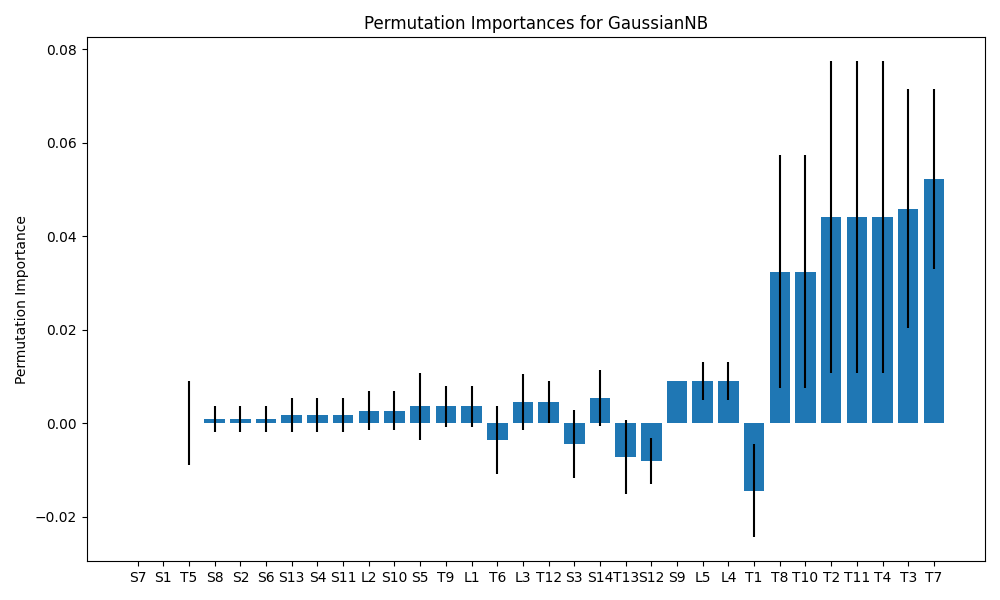 Permutation Importances for GaussianNB
0.08
0.06
0.04
0.02
0.00
−0.02
Permutation Importance
S7 S1 T5 S8 S2 S6 S13 S4 S11 L2 S10 S5 T9 L1 T6 L3 T12 S3 S14 T13 S12 S9 L5 L4 T1 T8 T10 T2 T11 T4 T3 T7